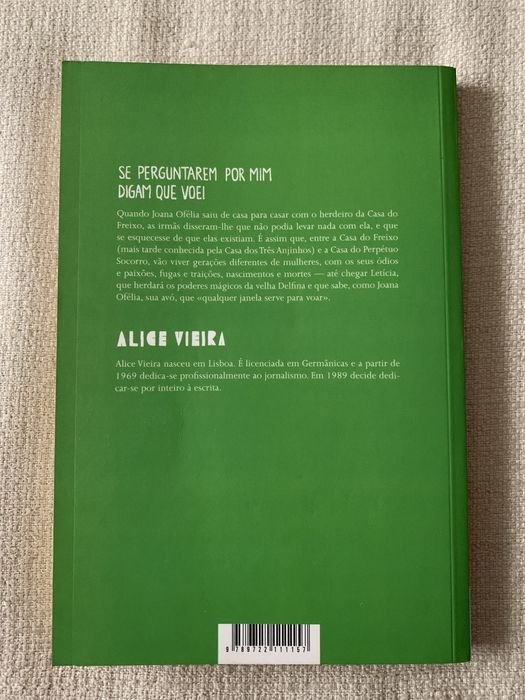 SE PERGUNTAREM POR MIM
DIGAM QUE VOEI
Quando Joana Ofélia saiu de casa para casar com o herdeiro da Casa do
Freixo, as irmãs disseram-lhe que não podia levar nada com ela, e que
se esquecesse de que elas existiam. É assim que, entre a Casa do Freixo
(mais tarde conhecida pela Casa dos Três Anjinhos) e a Casa do Perpétuo
Socorro, vão viver gerações diferentes de mulheres, com os seus ódios
e paixões, fugas e traições, nascimentos e mortes — até chegar Letícia,
que herdará os poderes mágicos da velha Delfina e que sabe, como Joana
Ofélia, sua avó, que «qualquer janela serve para voar».
ALICE VIEIRA
Alice Vieira nasceu em Lisboa. É licenciada em Germânicas e a partir de
1969 dedica-se profissionalmente ao jornalismo. Em 1989 decide dedi-
car-se por inteiro à escrita.
9 789722 111157